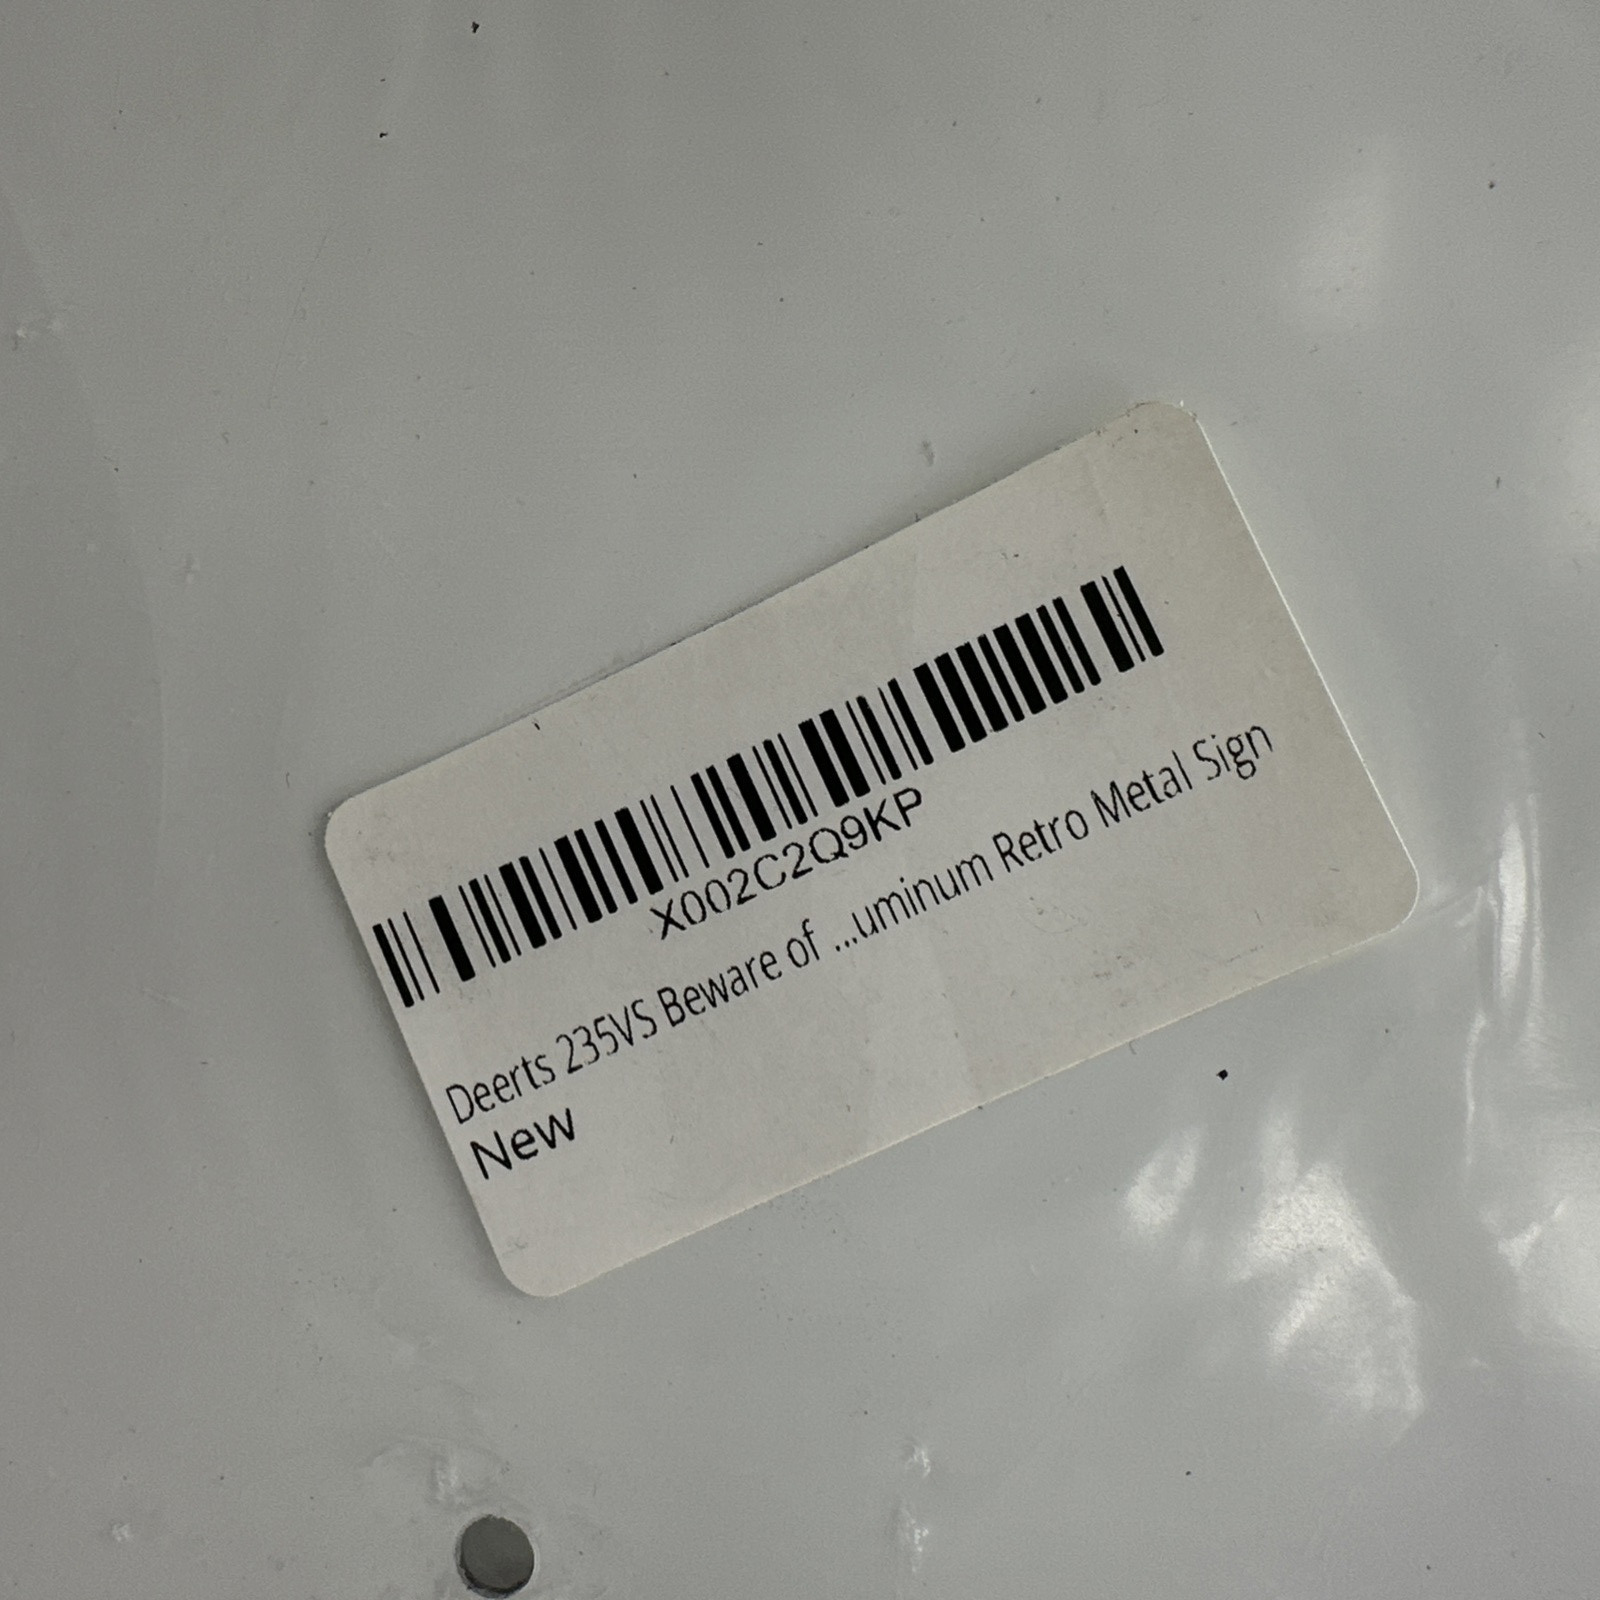 X002C2Q9KP
Deerts 235VS Beware of ...uminum Retro Metal Sign
New